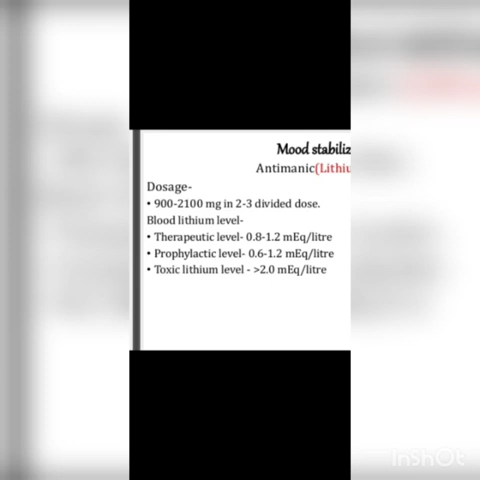 Mood stabiliz
Antimanic(Lithiu
Dosage-
• 900-2100 mg in 2-3 divided dose.
Blood lithium level-
• Therapeutic level- 0.8-1.2 mEq/litre
• Prophylactic level- 0.6-1.2 mEq/litre
• Toxic lithium level - >2.0 mEq/litre
InShOt